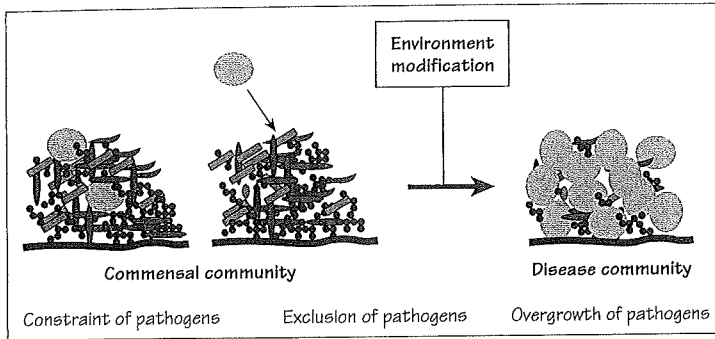 Environment
modification
Commensal community
Disease community
Constraint of pathogens
Exclusion of pathogens
Overgrowth of pathogens